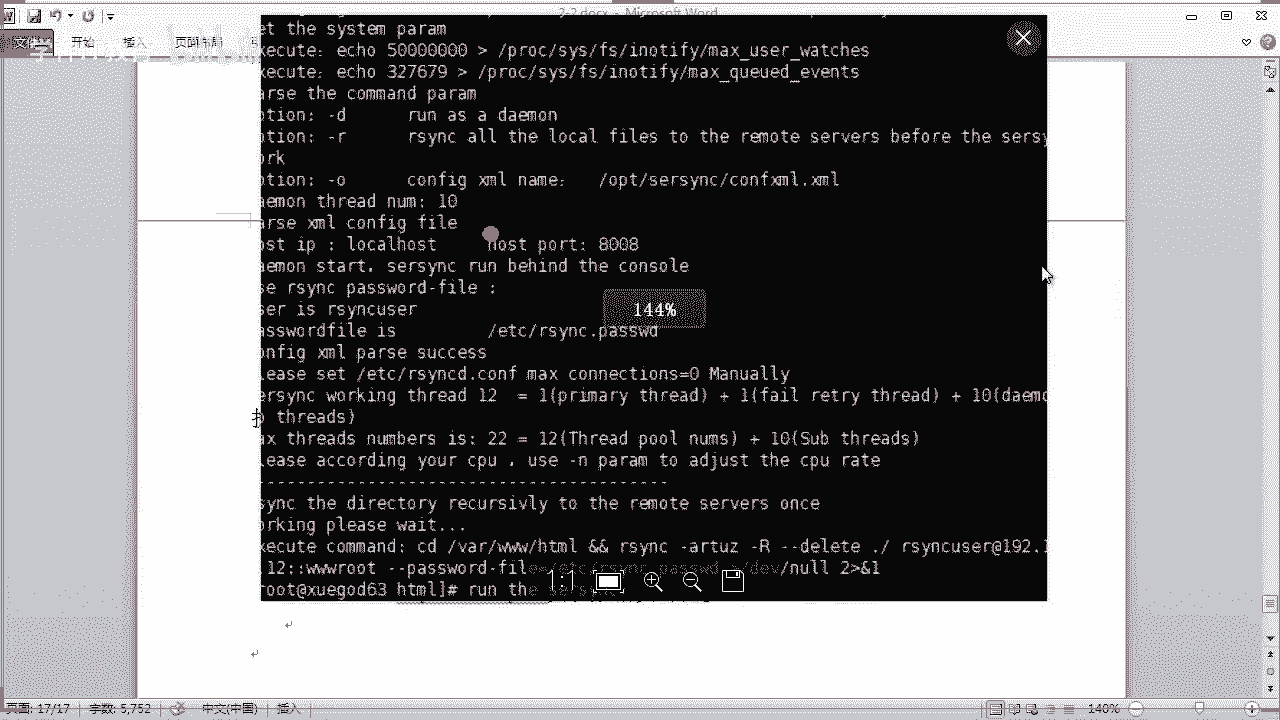 2-2.docx - Microsoft Word
开始 插入 页面布局
et the system param
xecute: echo 50000000 > /proc/sys/fs/inotify/max_user_watches
xecute: echo 327679 > /proc/sys/fs/inotify/max_queued_events
arse the command param
ption: -d run as a daemon
ption: -r rsync all the local files to the remote servers before the sersy
ork
ption: -o config xml name: /opt/sersync/confxml.xml
aemon thread num: 10
arse xml config file
ost ip : localhost host port: 8008
aemon start, sersync run behind the console
se rsync password-file :
ser is rsyncuser
asswordfile is /etc/rsync.passwd
144%
onfig xml parse success
lease set /etc/rsyncd.conf max connections=0 Manually
ersync working thread 12 = 1(primary thread) + 1(fail retry thread) + 10(daemo
threads)
ax threads numbers is: 22 = 12(Thread pool nums) + 10(Sub threads)
lease according your cpu , use -n param to adjust the cpu rate
------------------------------------------
sync the directory recursivly to the remote servers once
orking please wait...
xecute command: cd /var/www/html && rsync -artuz -R --delete ./ rsyncuser@192.1
12::wwwroot --password-file=/etc/rsync.passwd >/dev/null 2>&1
root@xuegod63 html]# run the sersync
页面: 17/17 字数: 5,752 中文(中国) 插入 140%